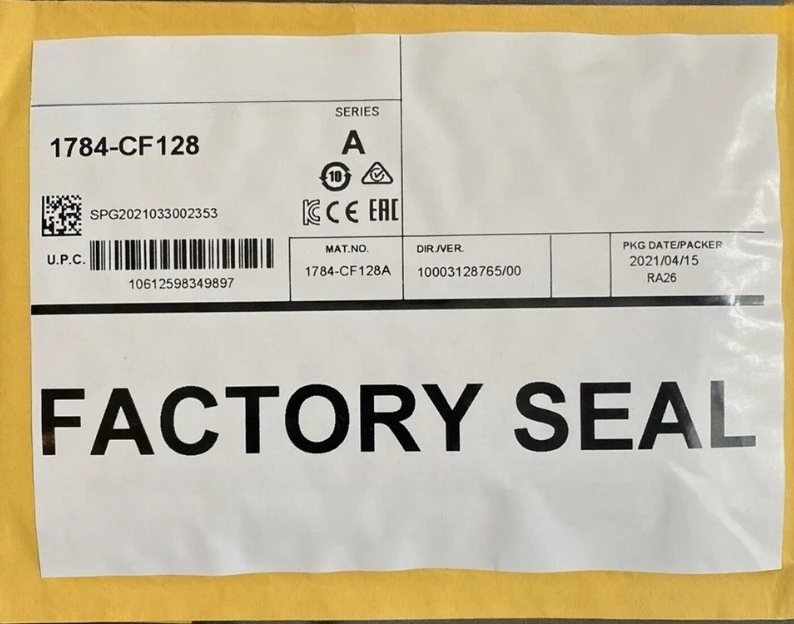 SERIES
1784-CF128
A
10
SPG2021033002353
CE EAC
U.P.C.
10612598349897
MAT.NO.
1784-CF128A
DIR./VER.
10003128765/00
PKG DATE/PACKER
2021/04/15
RA26
FACTORY SEAL